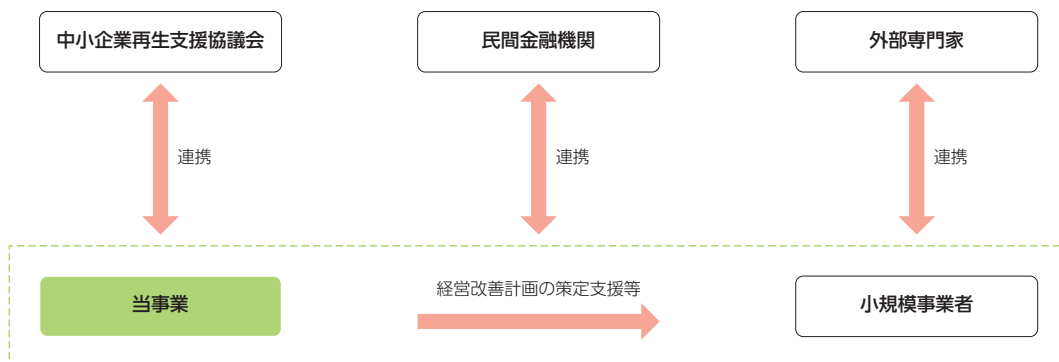 中小企業再生支援協議会
民間金融機関
外部専門家
連携
連携
連携
当事業
経営改善計画の策定支援等
小規模事業者